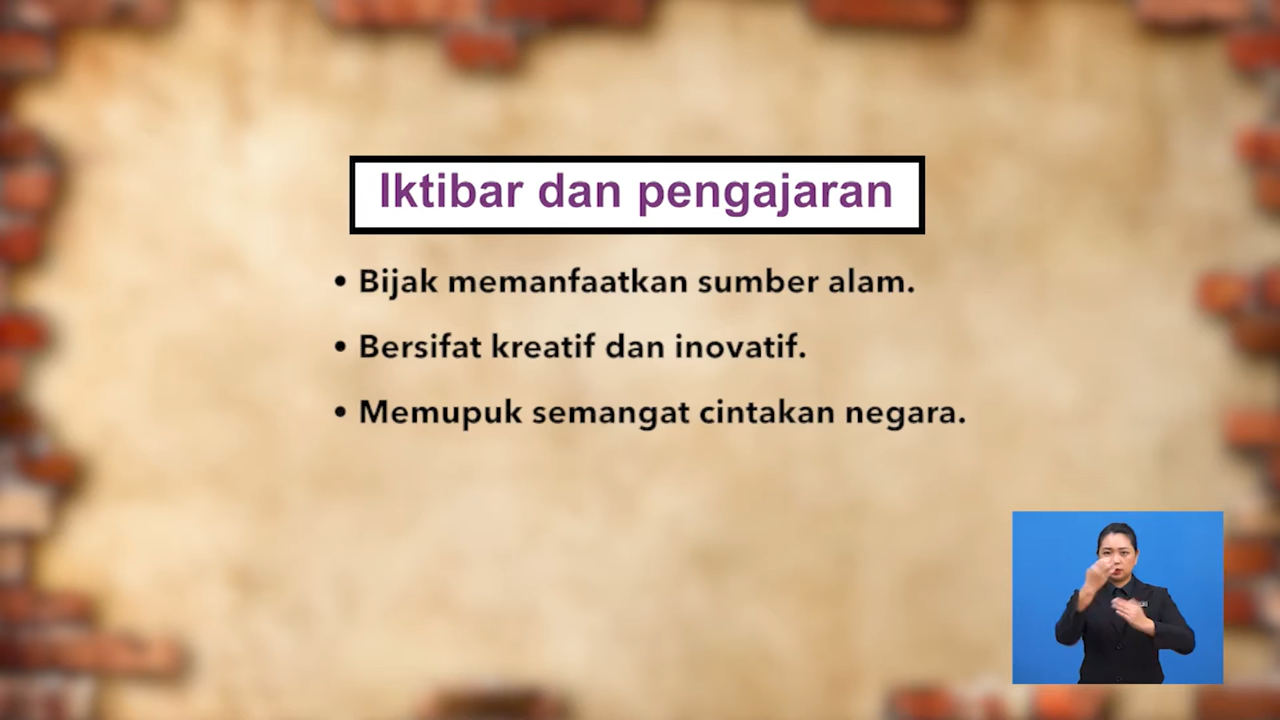 Iktibar dan pengajaran
• Bijak memanfaatkan sumber alam.
• Bersifat kreatif dan inovatif.
• Memupuk semangat cintakan negara.